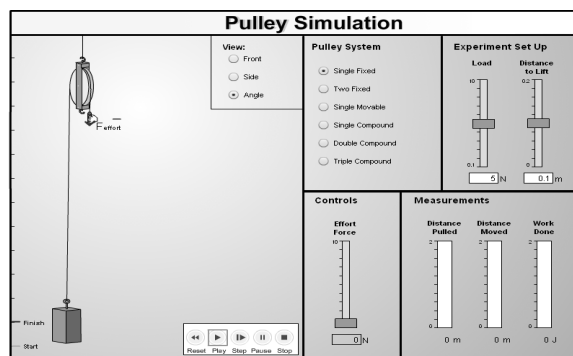 Pulley Simulation
View:
Front
Side
Angle
F effort
Finish
Start
Reset Play Step Pause Stop
Pulley System
Single Fixed
Two Fixed
Single Movable
Single Compound
Double Compound
Triple Compound
Experiment Set Up
Load
Distance
to Lift
10
0.1
5 N
0.2
0
0.1 m
Controls
Effort
Force
10
0
0 N
Measurements
Distance
Pulled
Distance
Moved
Work
Done
2
0
0 m
2
0
0 m
2
0
0 J